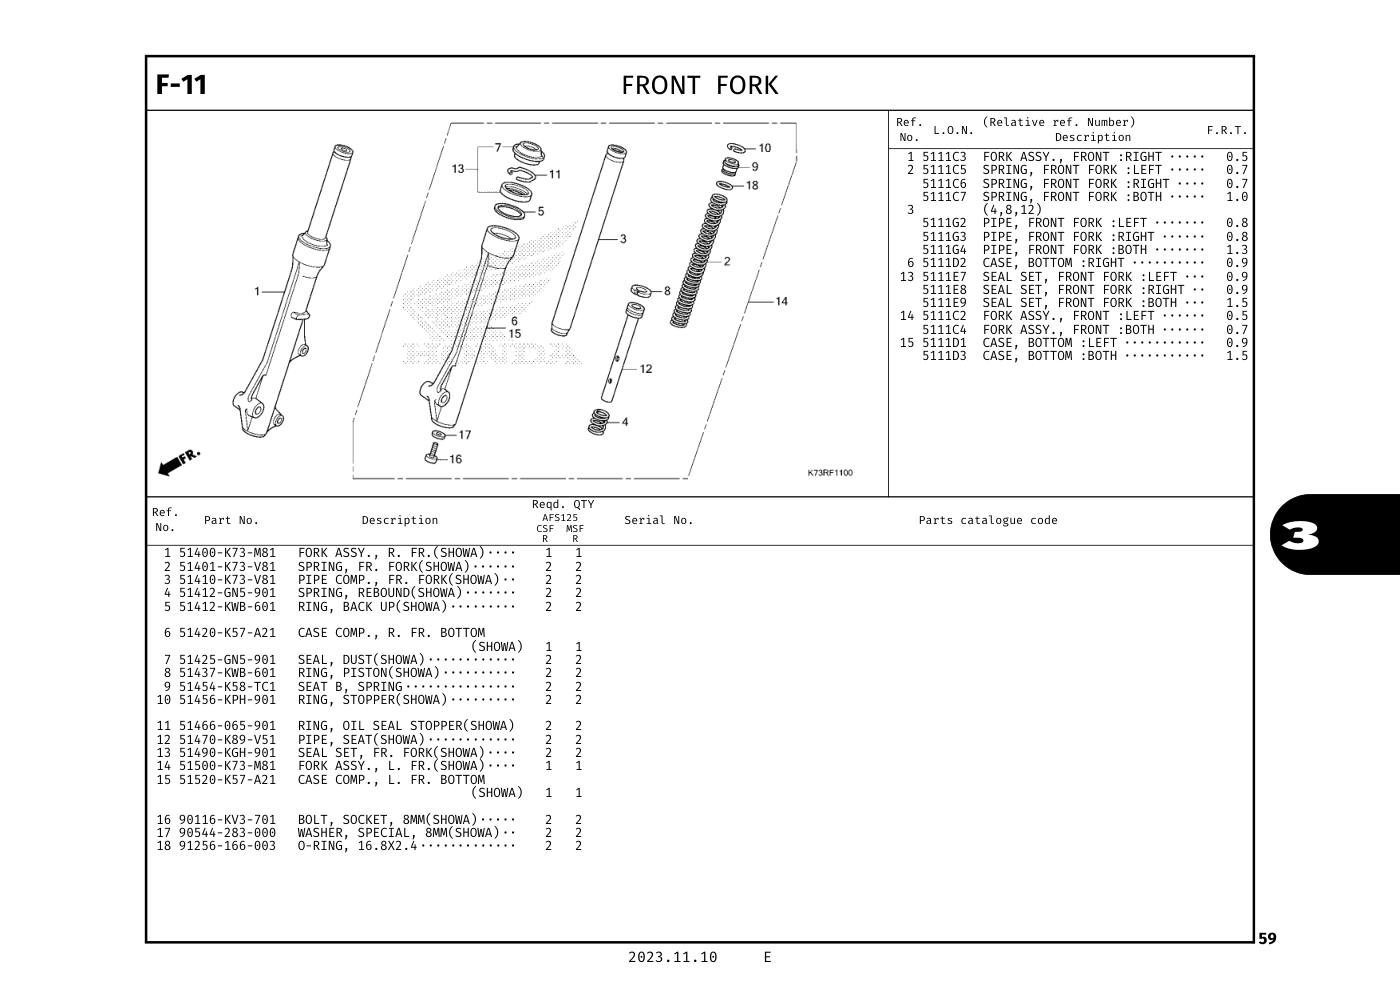 F-11
FRONT FORK
7
13
11
5
3
10
9
18
2
1
8
14
6
15
12
4
17
16
HONDA
FR.
K73RF1100
Ref. No. L.O.N. (Relative ref. Number) Description F.R.T.
1 5111C3 FORK ASSY., FRONT :RIGHT ····· 0.5
2 5111C5 SPRING, FRONT FORK :LEFT ····· 0.7
5111C6 SPRING, FRONT FORK :RIGHT ···· 0.7
5111C7 SPRING, FRONT FORK :BOTH ····· 1.0
3 (4,8,12)
5111G2 PIPE, FRONT FORK :LEFT ······· 0.8
5111G3 PIPE, FRONT FORK :RIGHT ······ 0.8
5111G4 PIPE, FRONT FORK :BOTH ······· 1.3
6 5111D2 CASE, BOTTOM :RIGHT ·········· 0.9
13 5111E7 SEAL SET, FRONT FORK :LEFT ··· 0.9
5111E8 SEAL SET, FRONT FORK :RIGHT ·· 0.9
5111E9 SEAL SET, FRONT FORK :BOTH ··· 1.5
14 5111C2 FORK ASSY., FRONT :LEFT ······ 0.5
5111C4 FORK ASSY., FRONT :BOTH ······ 0.7
15 5111D1 CASE, BOTTOM :LEFT ··········· 0.9
5111D3 CASE, BOTTOM :BOTH ··········· 1.5
Ref. No. Part No. Description Reqd. QTY Serial No. Parts catalogue code
AFS125
CSF MSF
R R
1 51400-K73-M81 FORK ASSY., R. FR.(SHOWA)···· 1 1
2 51401-K73-V81 SPRING, FR. FORK(SHOWA)······ 2 2
3 51410-K73-V81 PIPE COMP., FR. FORK(SHOWA)·· 2 2
4 51412-GN5-901 SPRING, REBOUND(SHOWA)······· 2 2
5 51412-KWB-601 RING, BACK UP(SHOWA)········· 2 2
6 51420-K57-A21 CASE COMP., R. FR. BOTTOM
(SHOWA) 1 1
7 51425-GN5-901 SEAL, DUST(SHOWA)············ 2 2
8 51437-KWB-601 RING, PISTON(SHOWA)·········· 2 2
9 51454-K58-TC1 SEAT B, SPRING··············· 2 2
10 51456-KPH-901 RING, STOPPER(SHOWA)········· 2 2
11 51466-065-901 RING, OIL SEAL STOPPER(SHOWA) 2 2
12 51470-K89-V51 PIPE, SEAT(SHOWA)············ 2 2
13 51490-KGH-901 SEAL SET, FR. FORK(SHOWA)···· 2 2
14 51500-K73-M81 FORK ASSY., L. FR.(SHOWA)···· 1 1
15 51520-K57-A21 CASE COMP., L. FR. BOTTOM
(SHOWA) 1 1
16 90116-KV3-701 BOLT, SOCKET, 8MM(SHOWA)····· 2 2
17 90544-283-000 WASHER, SPECIAL, 8MM(SHOWA)·· 2 2
18 91256-166-003 O-RING, 16.8X2.4············· 2 2
3
59
2023.11.10 E